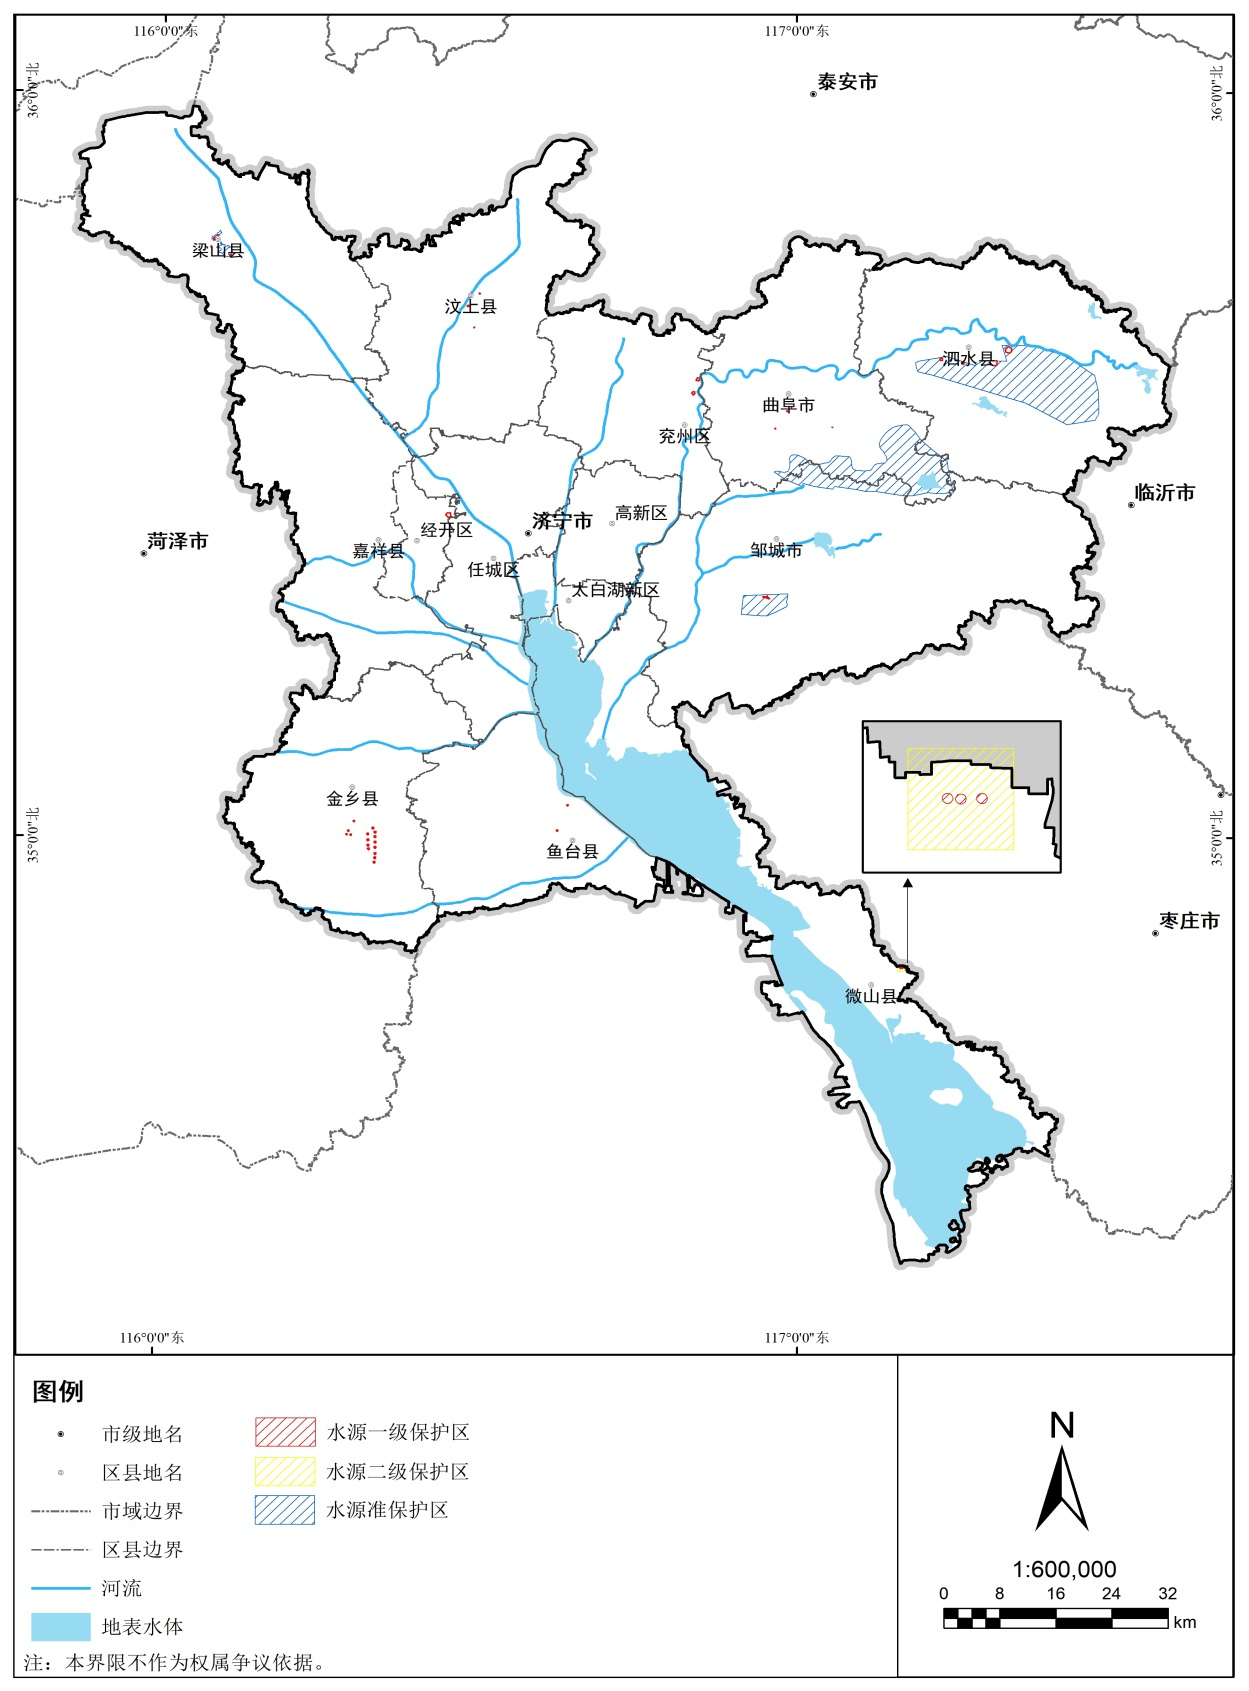 116°0'0"东
117°0'0"东
36°0'0"北
36°0'0"北
泰安市
梁山县
汶上县
泗水县
曲阜市
兖州区
临沂市
菏泽市
济宁市
高新区
经开区
嘉祥县
邹城市
任城区
太白湖新区
金乡县
鱼台县
35°0'0"北
35°0'0"北
枣庄市
微山县
116°0'0"东
117°0'0"东
图例
市级地名
区县地名
市域边界
区县边界
河流
地表水体
水源一级保护区
水源二级保护区
水源准保护区
注：本界限不作为权属争议依据。
N
1:600,000
0 8 16 24 32
km